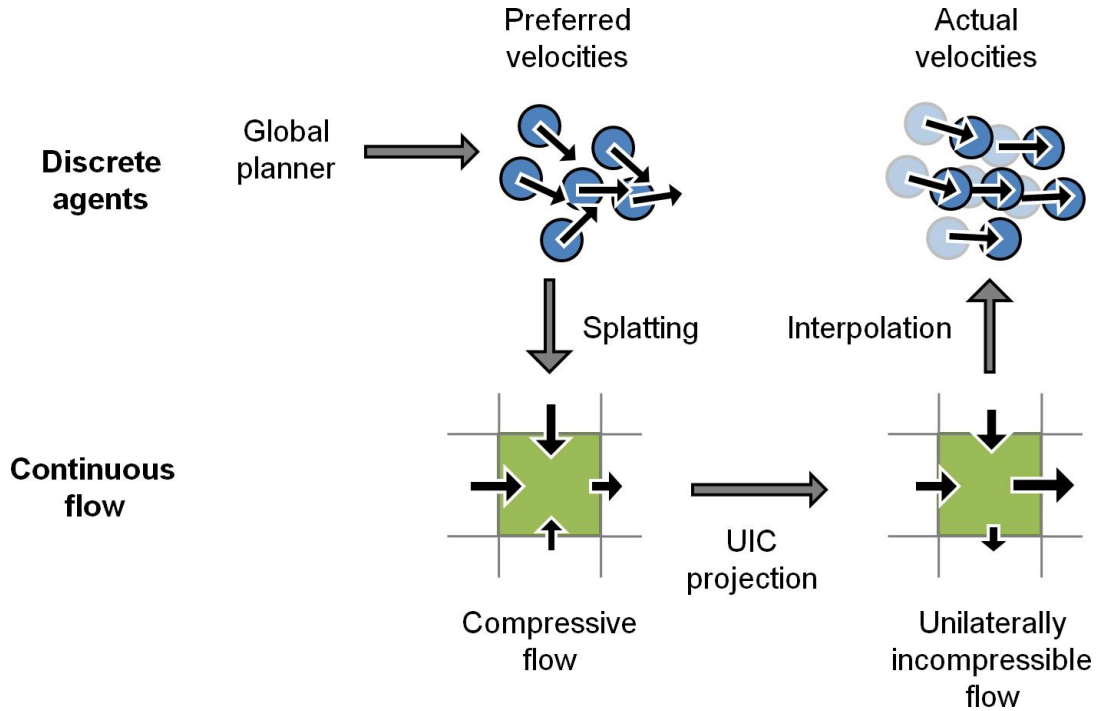 Preferred
velocities
Actual
velocities
Global
planner
Discrete
agents
Splatting
Interpolation
Continuous
flow
UIC
projection
Compressive
flow
Unilaterally
incompressible
flow